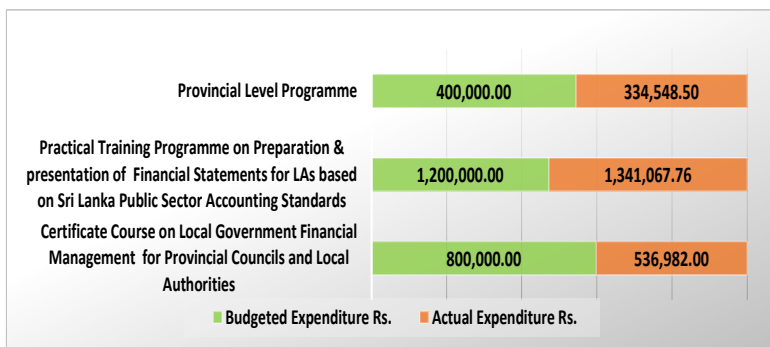 Provincial Level Programme
400,000.00 334,548.50
Practical Training Programme on Preparation &
presentation of Financial Statements for LAs based
on Sri Lanka Public Sector Accounting Standards
1,200,000.00 1,341,067.76
Certificate Course on Local Government Financial
Management for Provincial Councils and Local
Authorities
800,000.00 536,982.00
Budgeted Expenditure Rs. Actual Expenditure Rs.